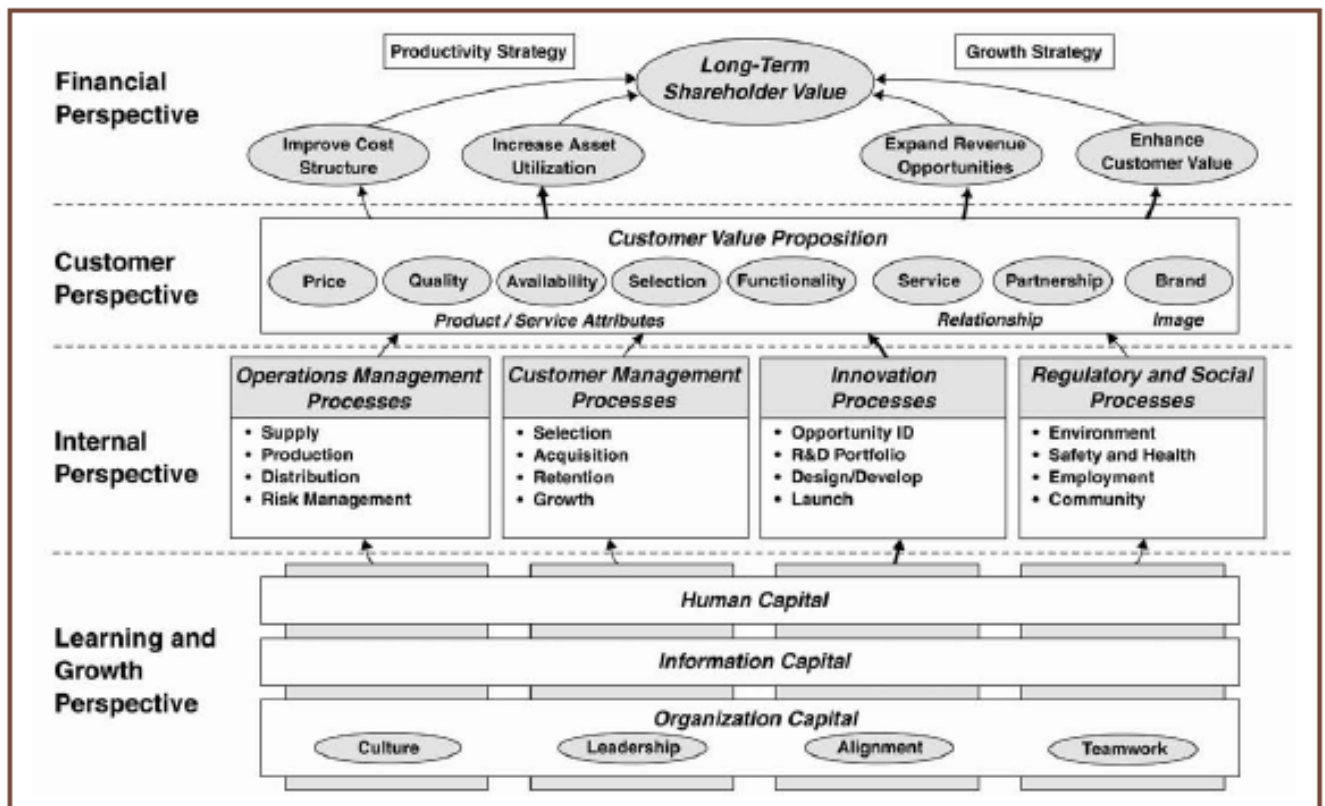 Productivity Strategy
Growth Strategy
Long-Term
Shareholder Value
Financial
Perspective
Improve Cost
Structure
Increase Asset
Utilization
Expand Revenue
Opportunities
Enhance
Customer Value
Customer
Perspective
Customer Value Proposition
Price
Quality
Availability
Selection
Functionality
Service
Partnership
Brand
Product / Service Attributes
Relationship
Image
Internal
Perspective
Operations Management
Processes
• Supply
• Production
• Distribution
• Risk Management
Customer Management
Processes
• Selection
• Acquisition
• Retention
• Growth
Innovation
Processes
• Opportunity ID
• R&D Portfolio
• Design/Develop
• Launch
Regulatory and Social
Processes
• Environment
• Safety and Health
• Employment
• Community
Learning and
Growth
Perspective
Human Capital
Information Capital
Organization Capital
Culture
Leadership
Alignment
Teamwork